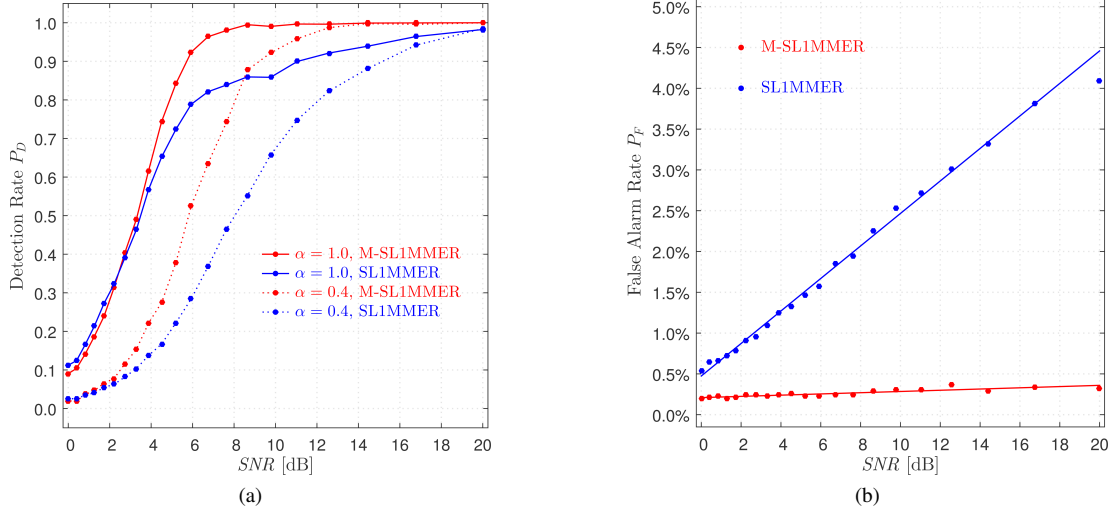 Detection Rate P_D
1.0
0.9
0.8
0.7
0.6
0.5
0.4
0.3
0.2
0.1
0.0
α = 1.0, M-SL1MMER
α = 1.0, SL1MMER
α = 0.4, M-SL1MMER
α = 0.4, SL1MMER
0 2 4 6 8 10 12 14 16 18 20
SNR [dB]
(a)
False Alarm Rate P_F
5.0%
4.5%
4.0%
3.5%
3.0%
2.5%
2.0%
1.5%
1.0%
0.5%
0.0%
M-SL1MMER
SL1MMER
0 2 4 6 8 10 12 14 16 18 20
SNR [dB]
(b)